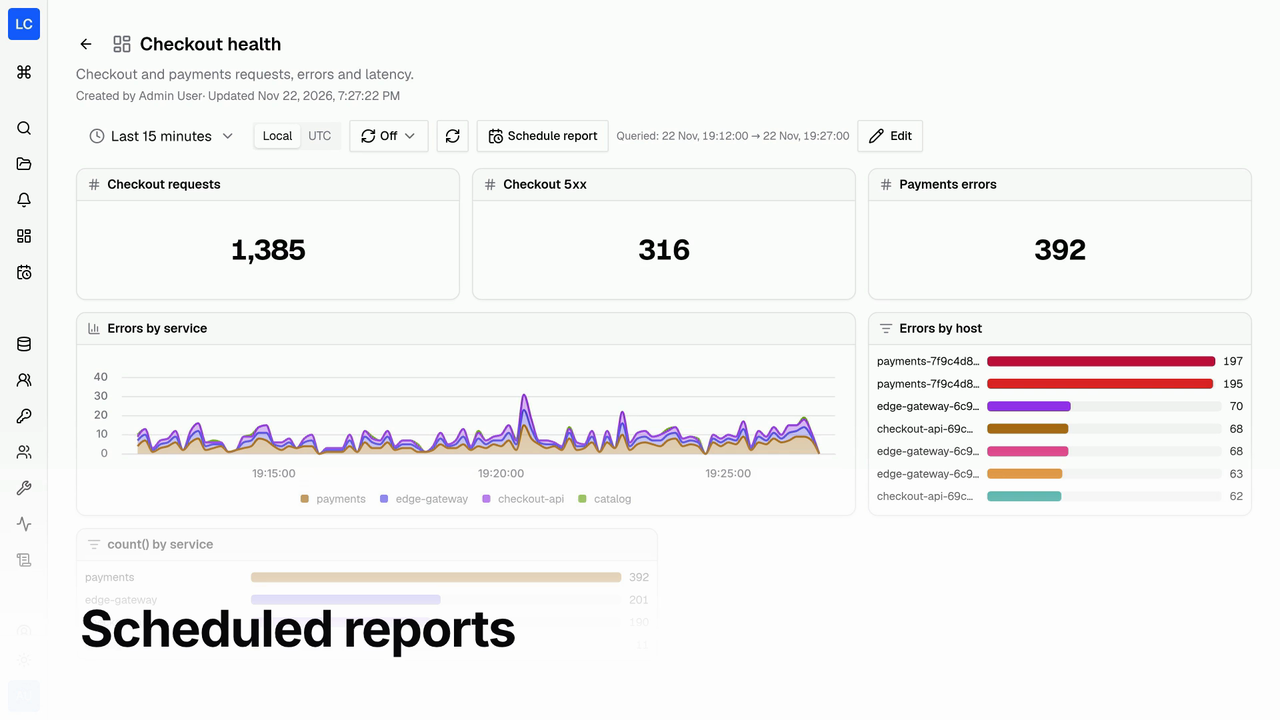 LC
Checkout health
Checkout and payments requests, errors and latency.
Created by Admin User· Updated Nov 22, 2026, 7:27:22 PM
Last 15 minutes Local UTC Off Schedule report Queried: 22 Nov, 19:12:00 → 22 Nov, 19:27:00 Edit
# Checkout requests
1,385
# Checkout 5xx
316
# Payments errors
392
Errors by service
40
30
20
10
0
19:15:00 19:20:00 19:25:00
payments edge-gateway checkout-api catalog
Errors by host
payments-7f9c4d8... 197
payments-7f9c4d8... 195
edge-gateway-6c9... 70
checkout-api-69c... 68
edge-gateway-6c9... 68
edge-gateway-6c9... 63
checkout-api-69c... 62
count() by service
payments 392
edge-gateway 201
190
Scheduled reports